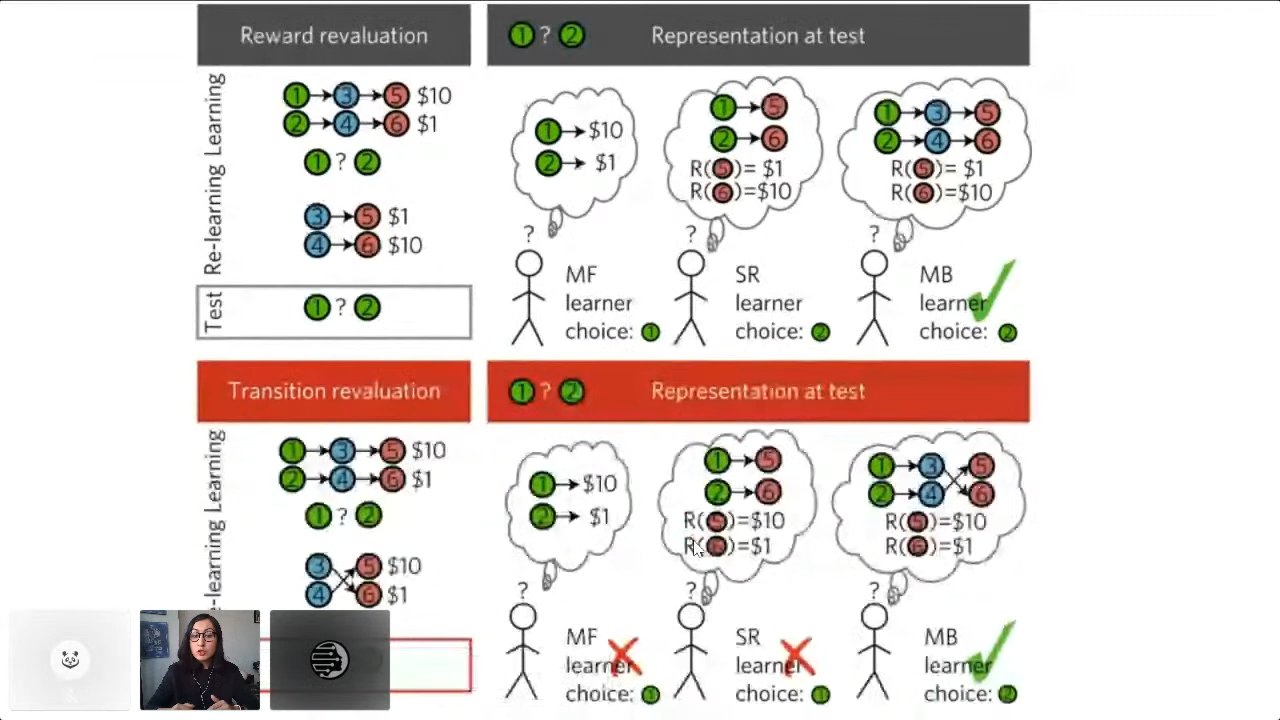 Reward revaluation
1 ? 2 Representation at test
Learning
1 3 5 $10
2 4 6 $1
1 ? 2
Re-learning
3 5 $1
4 6 $10
Test
1 ? 2
1 $10
2 $1
?
MF
learner
choice: 1
1 5
2 6
R(5)= $1
R(6)=$10
?
SR
learner
choice: 2
1 3 5
2 4 6
R(5)= $1
R(6)=$10
?
MB
learner
choice: 2
Transition revaluation
1 ? 2 Representation at test
Learning
1 3 5 $10
2 4 6 $1
1 ? 2
e-learning
3 5 $10
4 6 $1
1 $10
2 $1
?
MF
learner
choice: 1
1 5
2 6
R(5)=$10
R(6)=$1
?
SR
learner
choice: 1
1 3 5
2 4 6
R(5)=$10
R(6)=$1
?
MB
learner
choice: 2